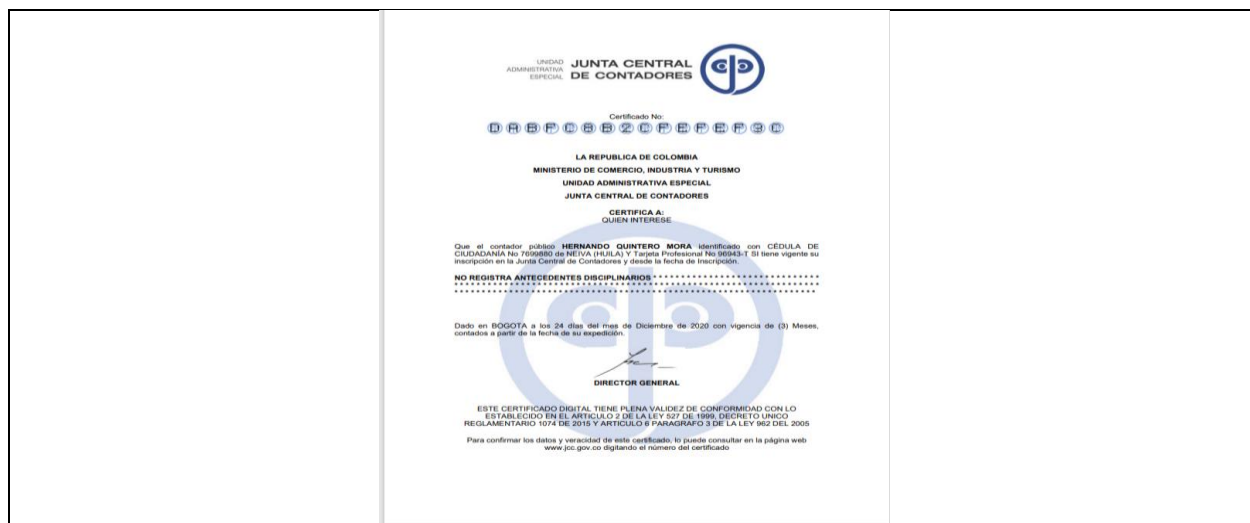 UNIDAD
ADMINISTRATIVA
ESPECIAL
JUNTA CENTRAL
DE CONTADORES
Certificado No:
LA REPUBLICA DE COLOMBIA
MINISTERIO DE COMERCIO, INDUSTRIA Y TURISMO
UNIDAD ADMINISTRATIVA ESPECIAL
JUNTA CENTRAL DE CONTADORES
CERTIFICA A:
QUIEN INTERESE
Que el contador público HERNANDO QUINTERO MORA identificado con CÉDULA DE
CIUDADANÍA No 7699880 de NEIVA (HUILA) Y Tarjeta Profesional No 96943-T SI tiene vigente su
inscripción en la Junta Central de Contadores y desde la fecha de Inscripción.
NO REGISTRA ANTECEDENTES DISCIPLINARIOS
Dado en BOGOTA a los 24 días del mes de Diciembre de 2020 con vigencia de (3) Meses,
contados a partir de la fecha de su expedición.
DIRECTOR GENERAL
ESTE CERTIFICADO DIGITAL TIENE PLENA VALIDEZ DE CONFORMIDAD CON LO
ESTABLECIDO EN EL ARTICULO 2 DE LA LEY 527 DE 1999, DECRETO UNICO
REGLAMENTARIO 1074 DE 2015 Y ARTICULO 6 PARAGRAFO 3 DE LA LEY 962 DEL 2005
Para confirmar los datos y veracidad de este certificado, lo puede consultar en la página web
www.jcc.gov.co digitando el número del certificado